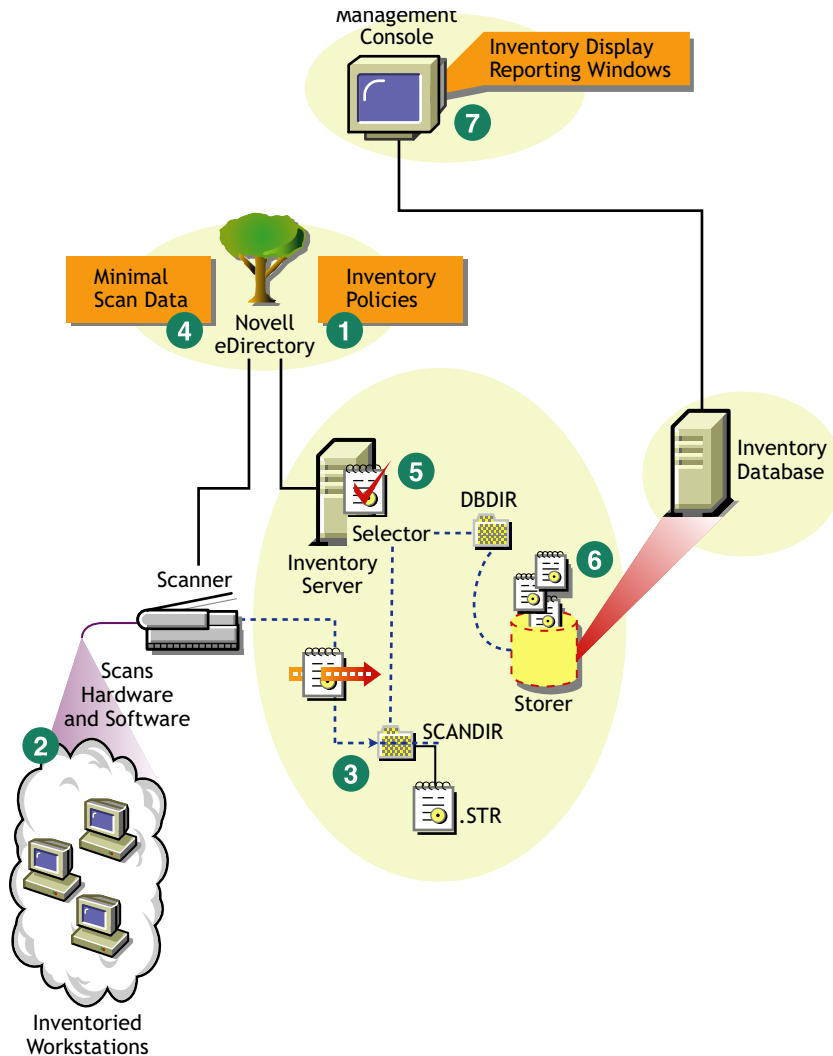 Management
Console
Inventory Display
Reporting Windows
7
Minimal
Scan Data
4
Inventory
Policies
1
Novell
eDirectory
5
Selector
Inventory
Server
DBDIR
6
Storer
Inventory
Database
Scanner
Scans
Hardware
and Software
2
SCANDIR
3
.STR
Inventoried
Workstations